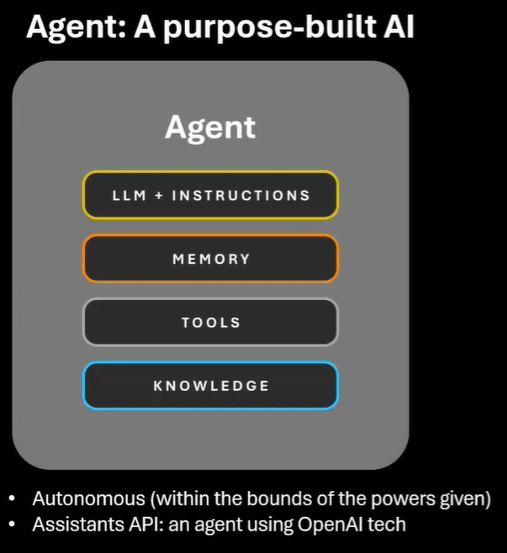 Agent: A purpose-built AI
Agent
LLM + INSTRUCTIONS
MEMORY
TOOLS
KNOWLEDGE
• Autonomous (within the bounds of the powers given)
• Assistants API: an agent using OpenAI tech